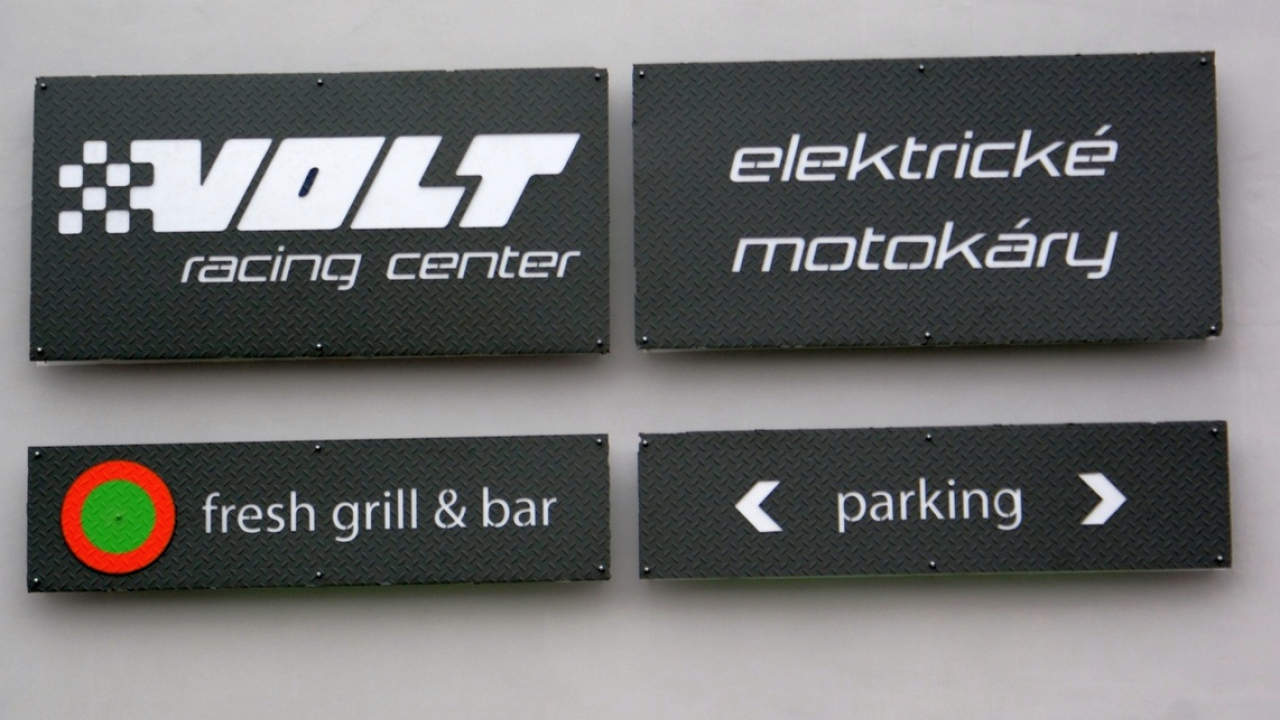 VOLT
racing center
elektrické
motokáry
fresh grill & bar
parking